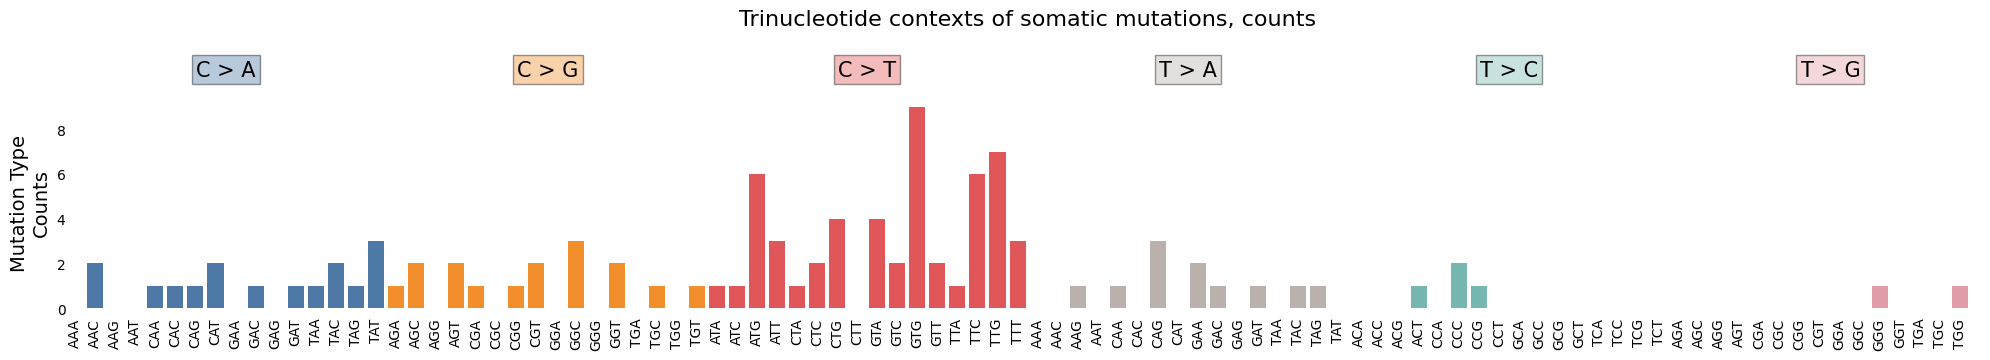 Trinucleotide contexts of somatic mutations, counts
C > A C > G C > T T > A T > C T > G
Mutation Type
Counts
8
6
4
2
0
AAA AAC AAG AAT CAA CAC CAG CAT GAA GAC GAG GAT TAA TAC TAG TAT AGA AGC AGG AGT CGA CGC CGG CGT GGA GGC GGG GGT TGA TGC TGG TGT ATA ATC ATG ATT CTA CTC CTG CTT GTA GTC GTG GTT TTA TTC TTG TTT AAA AAC AAG AAT CAA CAC CAG CAT GAA GAC GAG GAT TAA TAC TAG TAT ACA ACC ACG ACT CCA CCC CCG CCT GCA GCC GCG GCT TCA TCC TCG TCT AGA AGC AGG AGT CGA CGC CGG CGT GGA GGC GGG GGT TGA TGC TGG